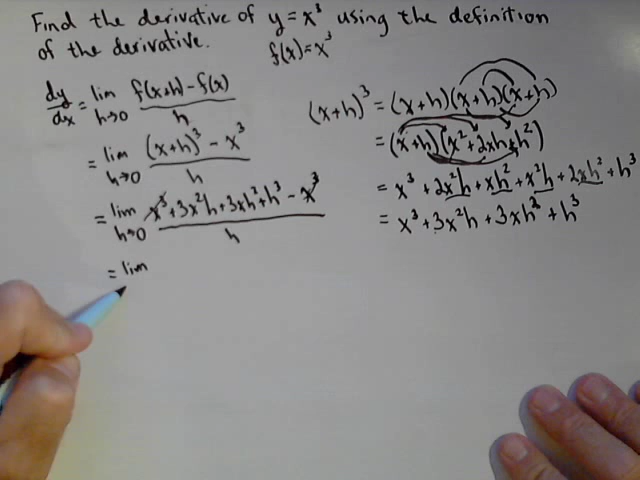 Find the derivative of y = x³ using the definition
of the derivative. f(x) = x³
dy/dx = lim h→0 (f(x+h) − f(x))/h
= lim h→0 ((x+h)³ − x³)/h
= lim h→0 (x³ + 3x²h + 3xh² + h³ − x³)/h
= lim
(x+h)³ = (x+h)(x+h)(x+h)
= (x+h)(x² + 2xh + h²)
= x³ + 2x²h + xh² + x²h + 2xh² + h³
= x³ + 3x²h + 3xh² + h³